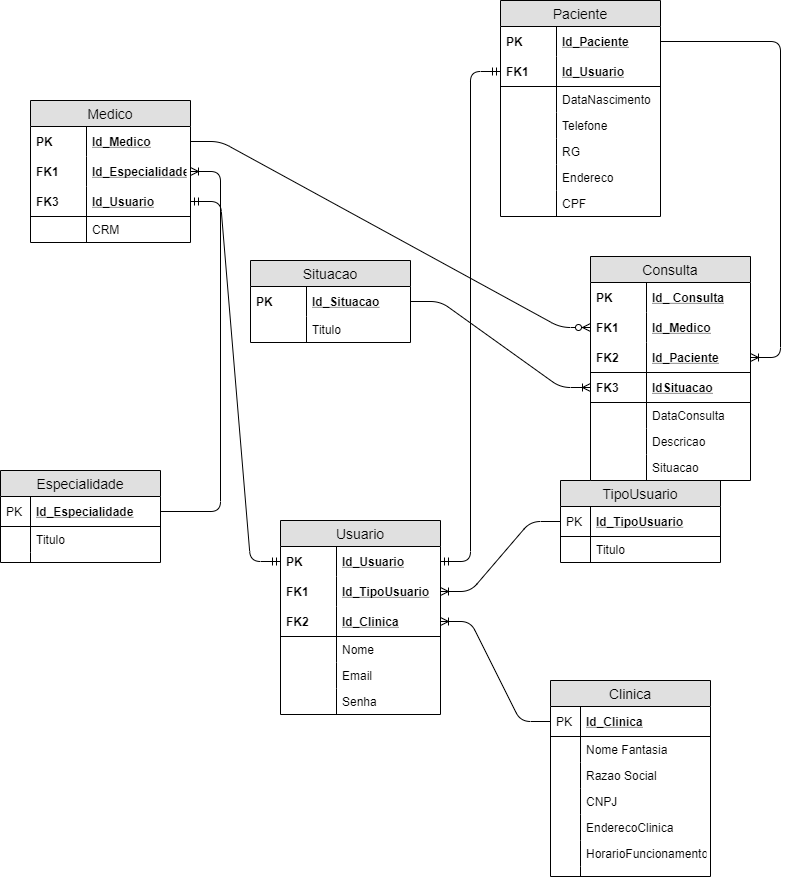 Paciente
PK Id_Paciente
FK1 Id_Usuario
DataNascimento
Telefone
RG
Endereco
CPF
Medico
PK Id_Medico
FK1 Id_Especialidade
FK3 Id_Usuario
CRM
Situacao
PK Id_Situacao
Titulo
Consulta
PK Id_ Consulta
FK1 Id_Medico
FK2 Id_Paciente
FK3 IdSituacao
DataConsulta
Descricao
Situacao
Especialidade
PK Id_Especialidade
Titulo
TipoUsuario
PK Id_TipoUsuario
Titulo
Usuario
PK Id_Usuario
FK1 Id_TipoUsuario
FK2 Id_Clinica
Nome
Email
Senha
Clinica
PK Id_Clinica
Nome Fantasia
Razao Social
CNPJ
EnderecoClinica
HorarioFuncionamento